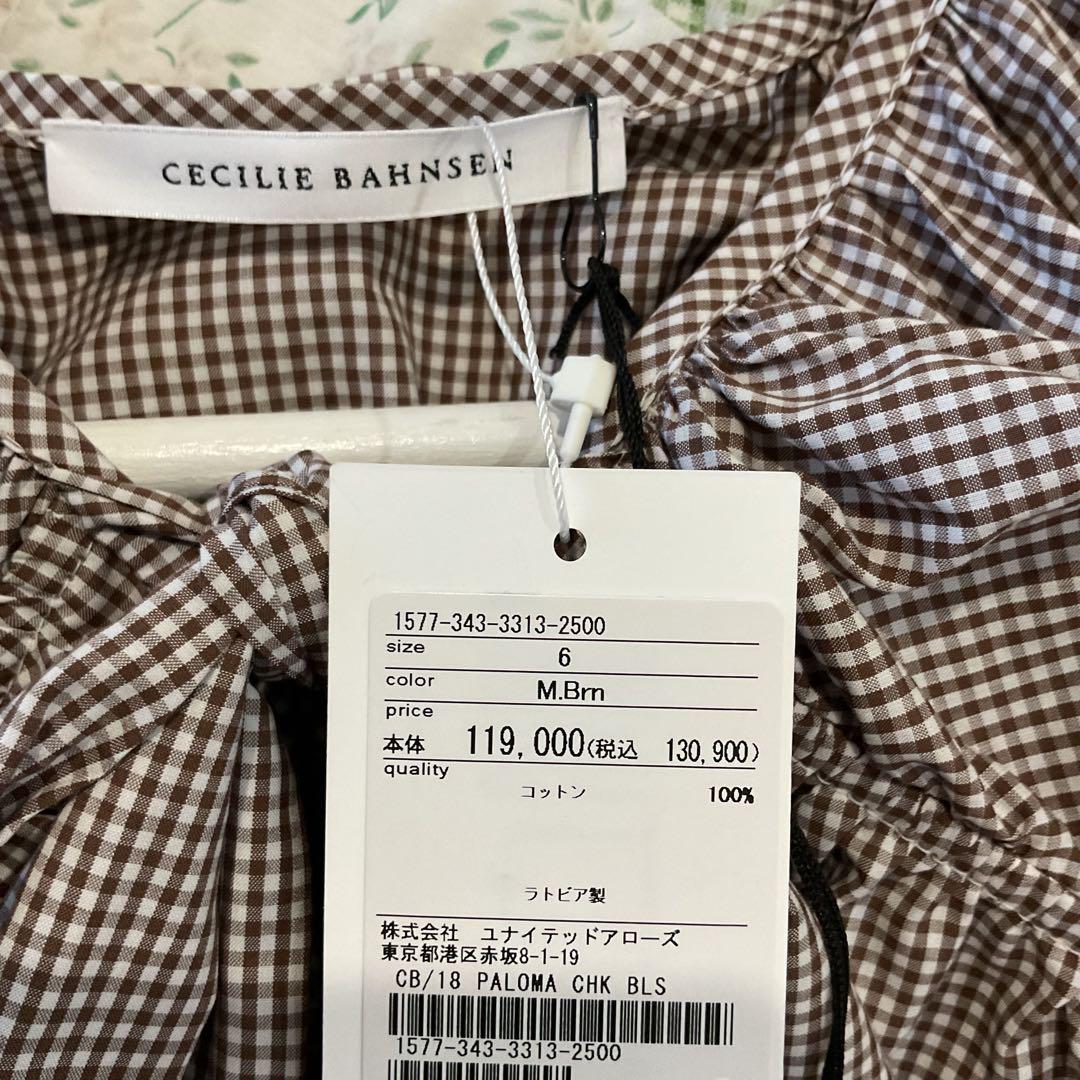 CECILIE BAHNSEN
1577-343-3313-2500
size 6
color M.Brn
price
本体 119,000(税込 130,900)
quality
コットン 100%
ラトビア製
株式会社 ユナイテッドアローズ
東京都港区赤坂8-1-19
CB/18 PALOMA CHK BLS
1577-343-3313-2500